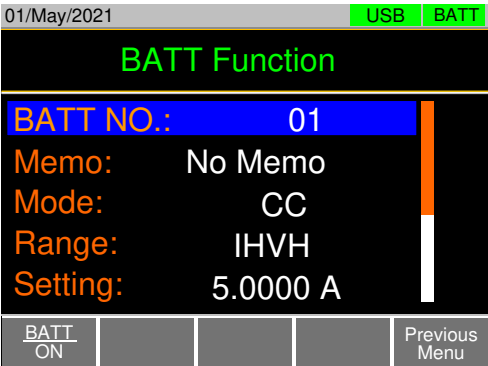 01/May/2021 USB BATT
BATT Function
BATT NO.: 01
Memo: No Memo
Mode: CC
Range: IHVH
Setting: 5.0000 A
BATT Previous
ON Menu